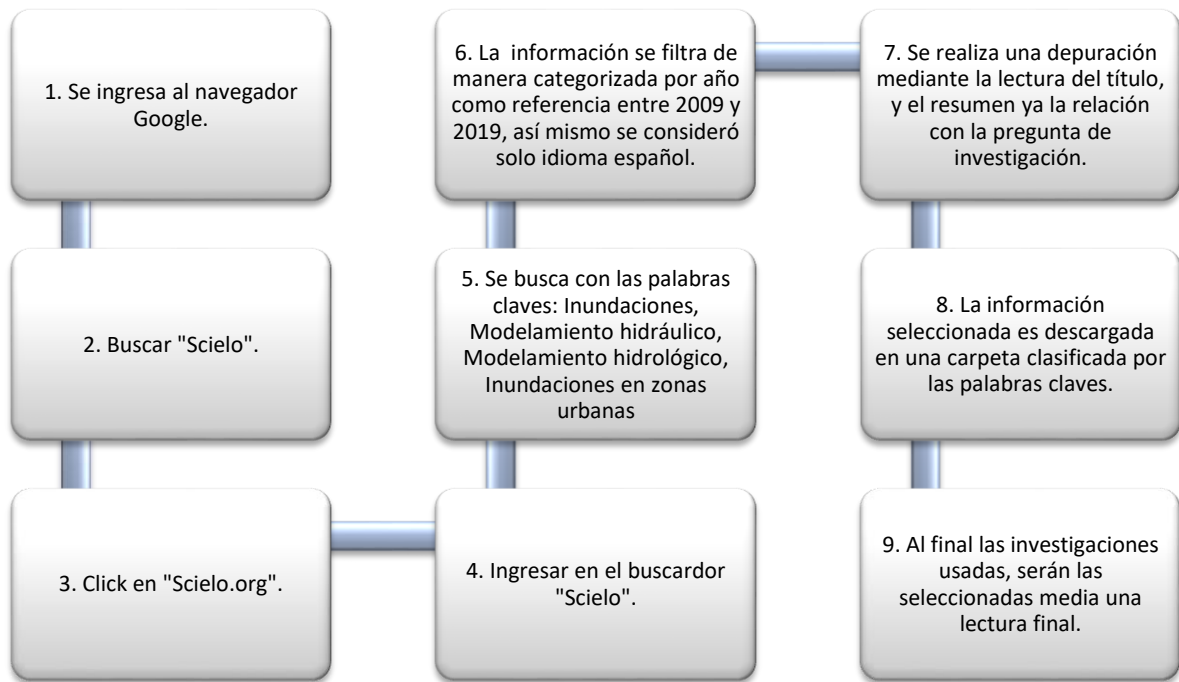 1. Se ingresa al navegador
Google.
2. Buscar "Scielo".
3. Click en "Scielo.org".
4. Ingresar en el buscardor
"Scielo".
5. Se busca con las palabras
claves: Inundaciones,
Modelamiento hidráulico,
Modelamiento hidrológico,
Inundaciones en zonas
urbanas
6. La información se filtra de
manera categorizada por año
como referencia entre 2009 y
2019, así mismo se consideró
solo idioma español.
7. Se realiza una depuración
mediante la lectura del título,
y el resumen ya la relación
con la pregunta de
investigación.
8. La información
seleccionada es descargada
en una carpeta clasificada por
las palabras claves.
9. Al final las investigaciones
usadas, serán las
seleccionadas media una
lectura final.